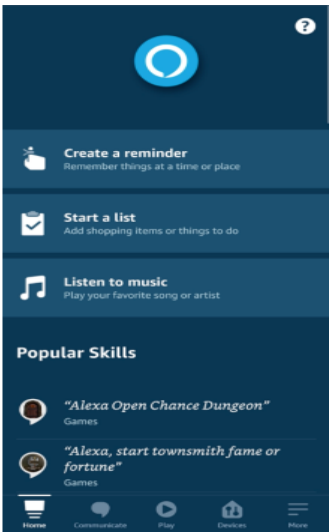 ?
Create a reminder
Remember things at a time or place
Start a list
Add shopping items or things to do
Listen to music
Play your favorite song or artist
Popular Skills
“Alexa Open Chance Dungeon”
Games
“Alexa, start townsmith fame or
fortune”
Games
Home Communicate Play Devices More